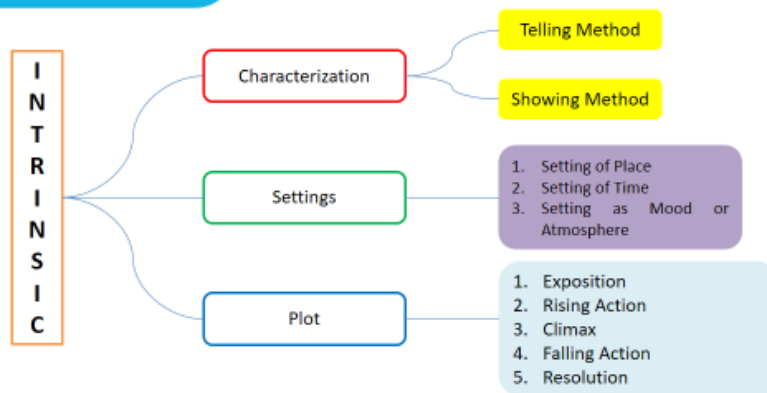 INTRINSIC
Characterization
Telling Method
Showing Method
Settings
1. Setting of Place
2. Setting of Time
3. Setting as Mood or
Atmosphere
Plot
1. Exposition
2. Rising Action
3. Climax
4. Falling Action
5. Resolution